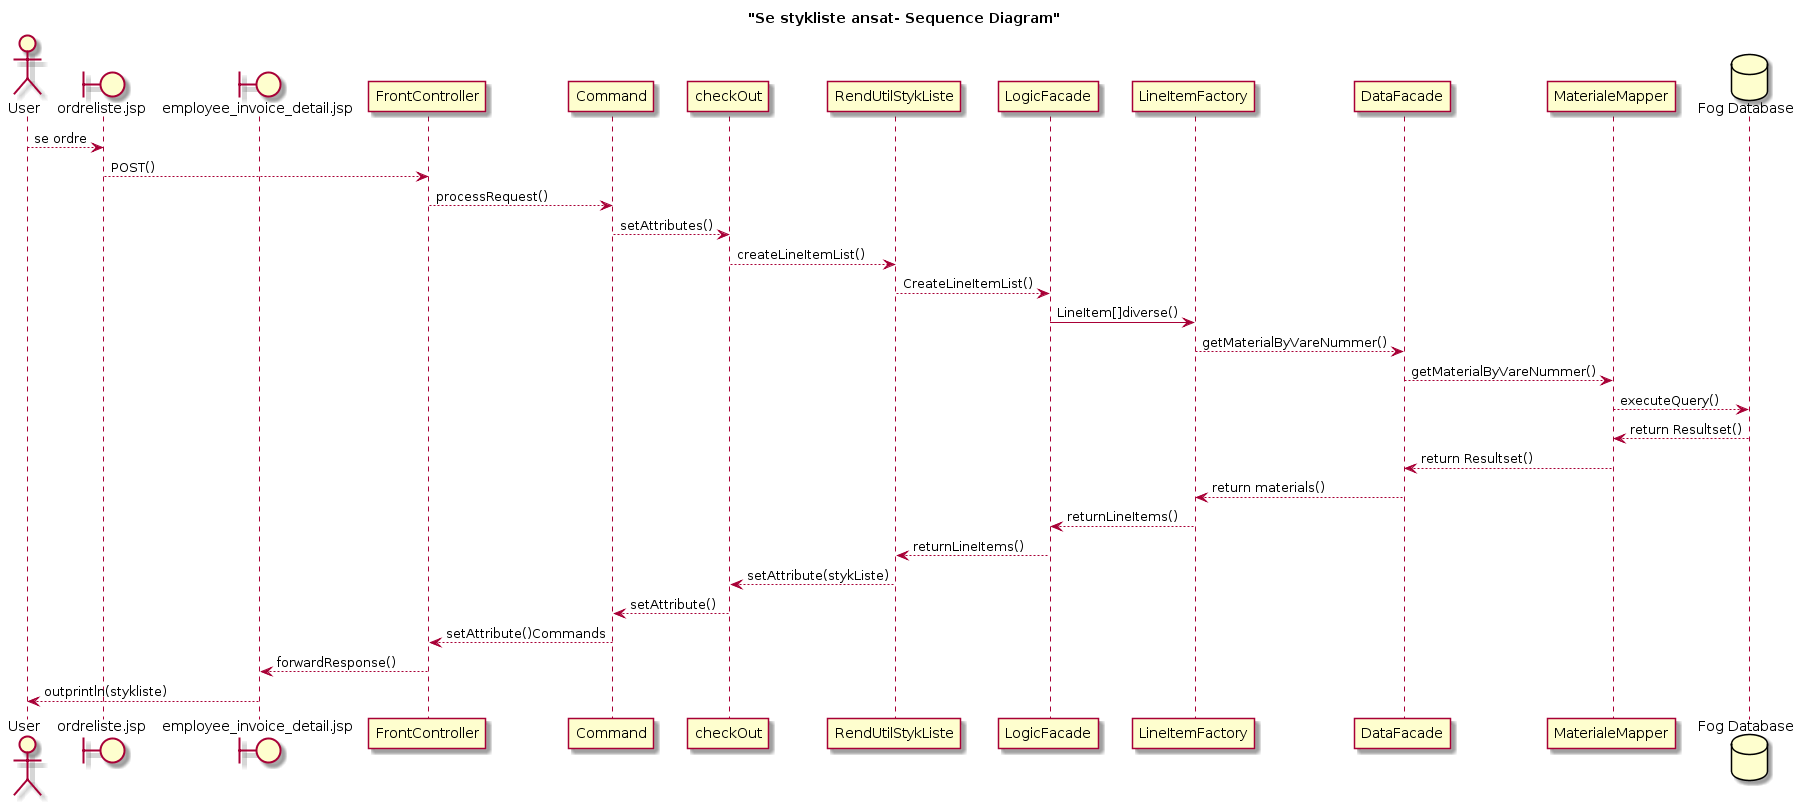 "Se stykliste ansat- Sequence Diagram"
User
ordreliste.jsp
employee_invoice_detail.jsp
FrontController
Command
checkOut
RendUtilStykListe
LogicFacade
LineItemFactory
DataFacade
MaterialeMapper
Fog Database
se ordre
POST()
processRequest()
setAttributes()
createLineItemList()
CreateLineItemList()
LineItem[]diverse()
getMaterialByVareNummer()
getMaterialByVareNummer()
executeQuery()
return Resultset()
return Resultset()
return materials()
returnLineItems()
returnLineItems()
setAttribute(stykListe)
setAttribute()
setAttribute()Commands
forwardResponse()
outprintln(stykliste)
User
ordreliste.jsp
employee_invoice_detail.jsp
FrontController
Command
checkOut
RendUtilStykListe
LogicFacade
LineItemFactory
DataFacade
MaterialeMapper
Fog Database